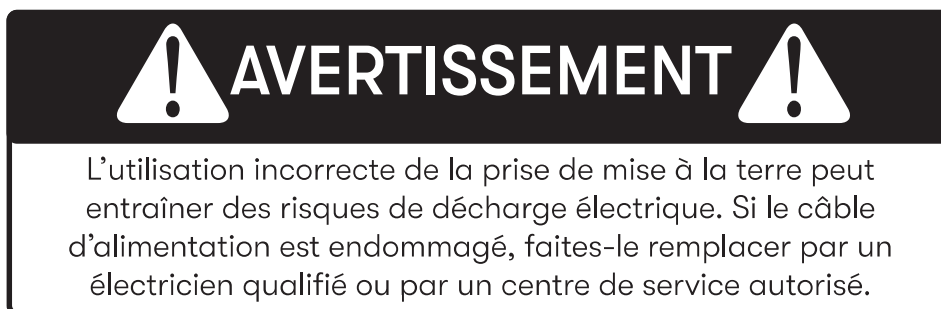 AVERTISSEMENT
L’utilisation incorrecte de la prise de mise à la terre peut
entraîner des risques de décharge électrique. Si le câble
d’alimentation est endommagé, faites-le remplacer par un
électricien qualifié ou par un centre de service autorisé.